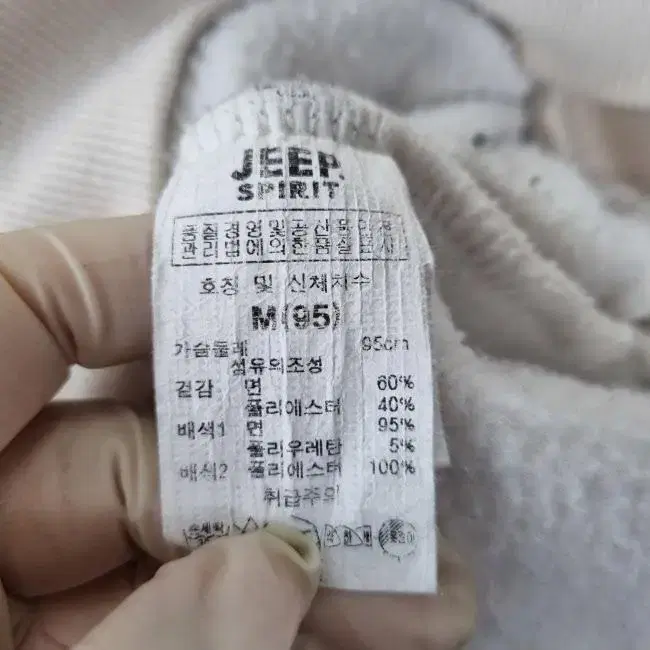 JEEP
SPIRIT
품질경영및공산품안전
관리법에의한품질표시
호칭 및 신체치수
M(95)
가슴둘레 95cm
섬유의조성
겉감 면 60%
폴리에스터 40%
배색1 면 95%
폴리우레탄 5%
배색2 폴리에스터 100%
취급주의